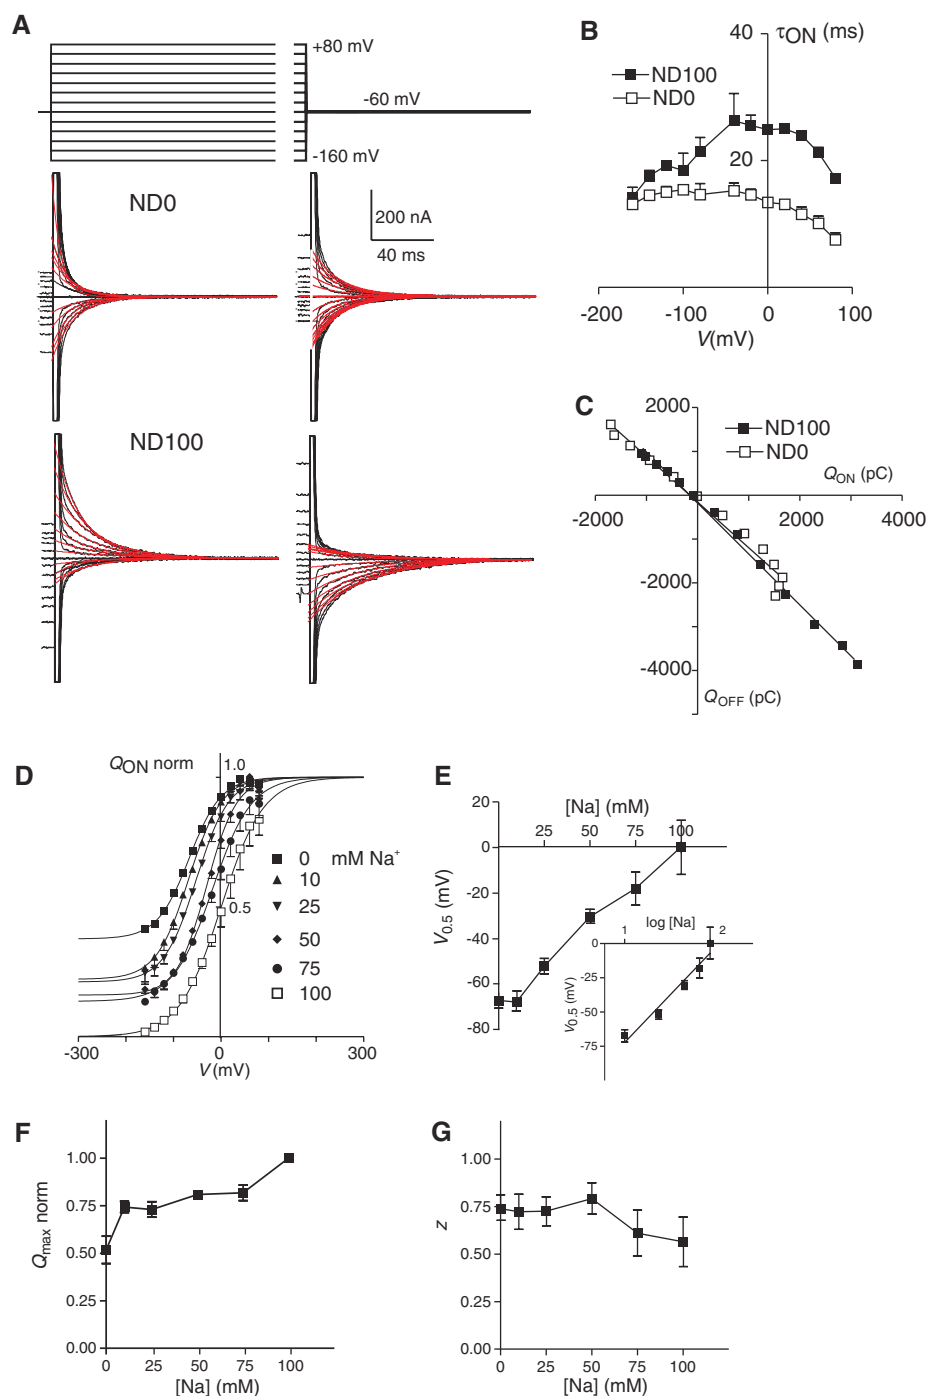 A
+80 mV
-60 mV
-160 mV
ND0
200 nA
40 ms
ND100
B
40
τON (ms)
ND100
ND0
20
-200
-100
0
100
V(mV)
C
2000
ND100
ND0
QON (pC)
-2000
0
2000
4000
-2000
-4000
QOFF (pC)
D
QON norm
1.0
0 mM Na+
10
25
0.5
50
75
100
-300
0
300
V(mV)
E
[Na] (mM)
20
25
50
75
100
0
-20
-40
-60
-80
V0.5 (mV)
log [Na]
1
2
0
-25
-50
-75
V0.5 (mV)
F
1.00
0.75
0.50
0.25
0.00
Qmax norm
0
25
50
75
100
[Na] (mM)
G
1.00
0.75
0.50
0.25
0.00
z
0
25
50
75
100
[Na] (mM)